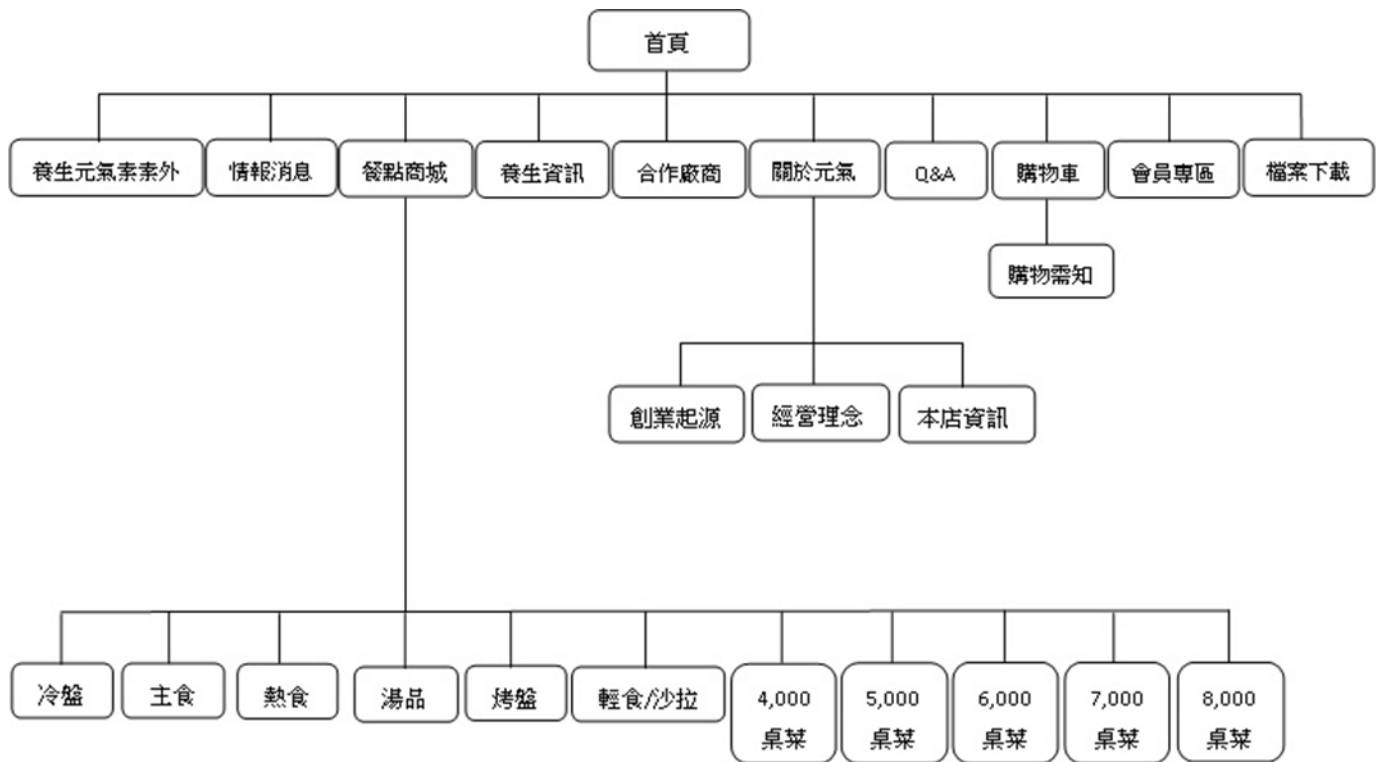 首頁
養生元氣素素外
情報消息
餐點商城
養生資訊
合作廠商
關於元氣
Q&A
購物車
會員專區
檔案下載
購物需知
創業起源
經營理念
本店資訊
冷盤
主食
熱食
湯品
烤盤
輕食/沙拉
4,000
桌菜
5,000
桌菜
6,000
桌菜
7,000
桌菜
8,000
桌菜